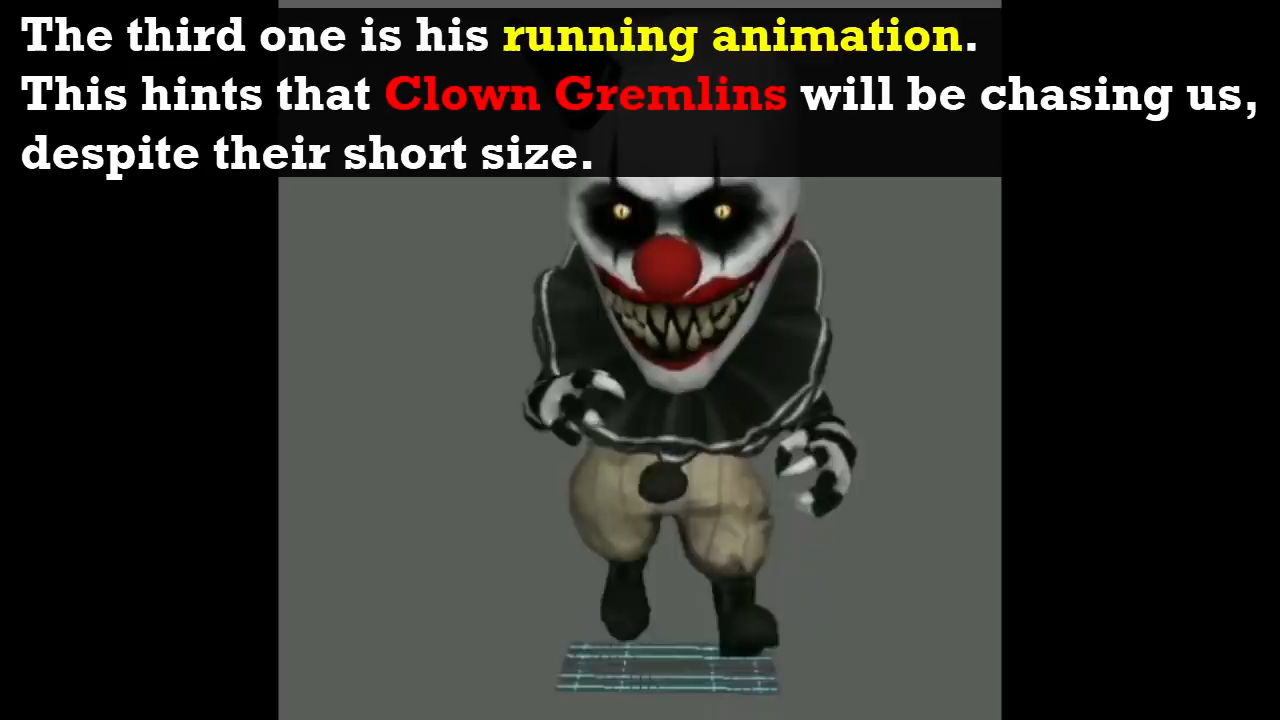 The third one is his running animation.
This hints that Clown Gremlins will be chasing us,
despite their short size.